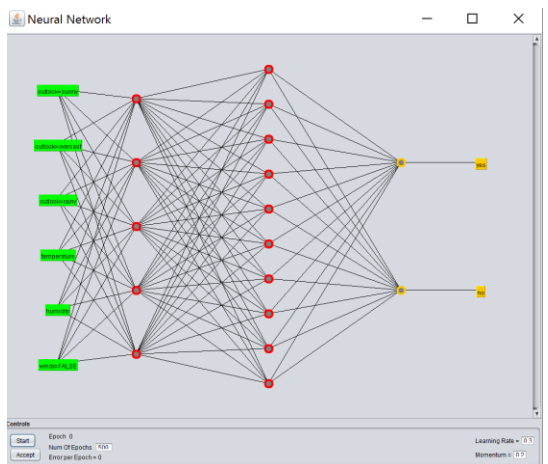 Neural Network
outlook=sunny
outlook=overcast
outlook=rainy
temperature
humidity
windy=FALSE
yes
no
Controls
Start
Accept
Epoch 0
Num Of Epochs 500
Error per Epoch = 0
Learning Rate = 0.3
Momentum = 0.2